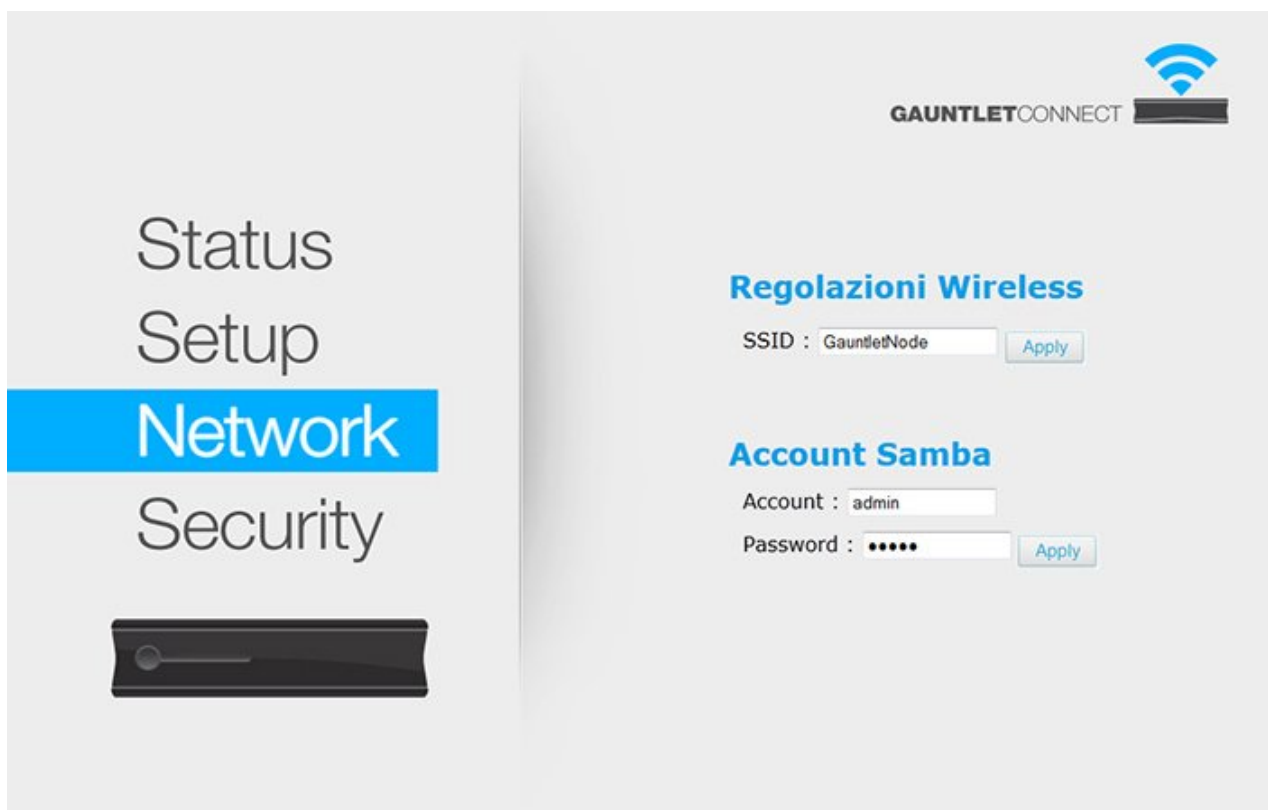 GAUNTLETCONNECT
Status
Setup
Network
Security
Regolazioni Wireless
SSID : GauntletNode Apply
Account Samba
Account : admin
Password : ••••• Apply